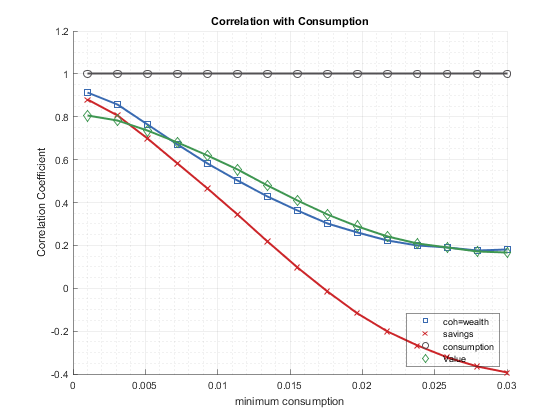 Correlation with Consumption
1.2
1
0.8
0.6
0.4
0.2
0
-0.2
-0.4
Correlation Coefficient
0
0.005
0.01
0.015
0.02
0.025
0.03
minimum consumption
coh=wealth
savings
consumption
Value